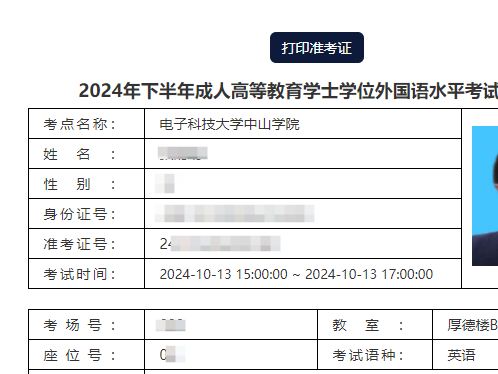 打印准考证
2024年下半年成人高等教育学士学位外国语水平考试
考点名称： 电子科技大学中山学院
姓 名 ：
性 别 ：
身份证号：
准考证号： 24
考试时间： 2024-10-13 15:00:00 ~ 2024-10-13 17:00:00
考 场 号 ： 教 室 ： 厚德楼B
座 位 号 ： 0 考试语种： 英语